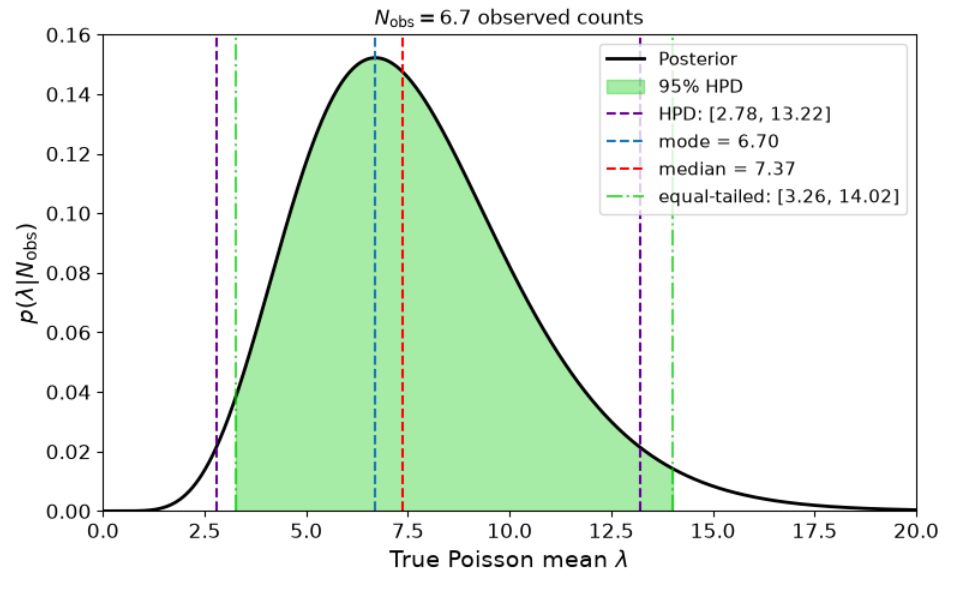 N_obs = 6.7 observed counts
0.16
0.14
0.12
0.10
0.08
0.06
0.04
0.02
0.00
p(λ|N_obs)
Posterior
95% HPD
HPD: [2.78, 13.22]
mode = 6.70
median = 7.37
equal-tailed: [3.26, 14.02]
0.0 2.5 5.0 7.5 10.0 12.5 15.0 17.5 20.0
True Poisson mean λ